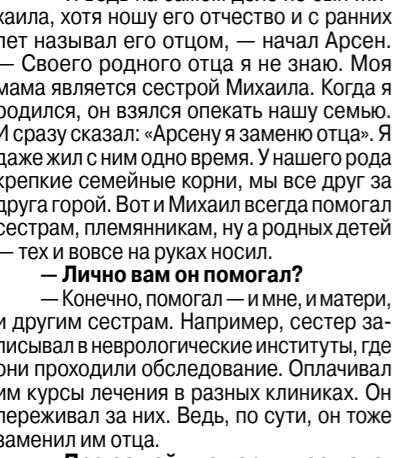 хаила, хотя ношу его отчество и с ранних
лет называл его отцом, — начал Арсен.
— Своего родного отца я не знаю. Моя
мама является сестрой Михаила. Когда я
родился, он взялся опекать нашу семью.
И сразу сказал: «Арсену я заменю отца». Я
даже жил с ним одно время. У нашего рода
крепкие семейные корни, мы все друг за
друга горой. Вот и Михаил всегда помогал
сестрам, племянникам, ну а родных детей
— тех и вовсе на руках носил.
— Лично вам он помогал?
— Конечно, помогал — и мне, и матери,
и другим сестрам. Например, сестер за-
писывал в неврологические институты, где
они проходили обследование. Оплачивал
им курсы лечения в разных клиниках. Он
переживал за них. Ведь, по сути, он тоже
заменил им отца.